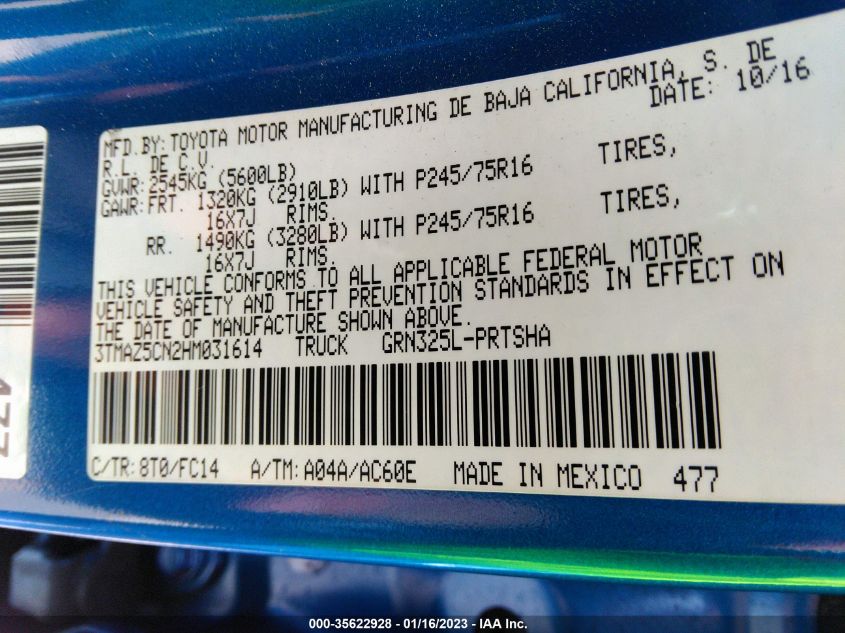 MFD.BY: TOYOTA MOTOR MANUFACTURING DE BAJA CALIFORNIA, S. DE
R.L. DE C.V. DATE: 10/16
GVWR: 2545KG (5600LB)
GAWR: FRT. 1320KG (2910LB) WITH P245/75R16 TIRES,
16X7J RIMS.
RR. 1490KG (3280LB) WITH P245/75R16 TIRES,
16X7J RIMS.
THIS VEHICLE CONFORMS TO ALL APPLICABLE FEDERAL MOTOR
VEHICLE SAFETY AND THEFT PREVENTION STANDARDS IN EFFECT ON
THE DATE OF MANUFACTURE SHOWN ABOVE.
3TMAZ5CN2HM031614 TRUCK GRN325L-PRTSHA
C/TR: 8T0/FC14 A/TM: A04A/AC60E MADE IN MEXICO 477
477
000-35622928 - 01/16/2023 - © IAA Inc.